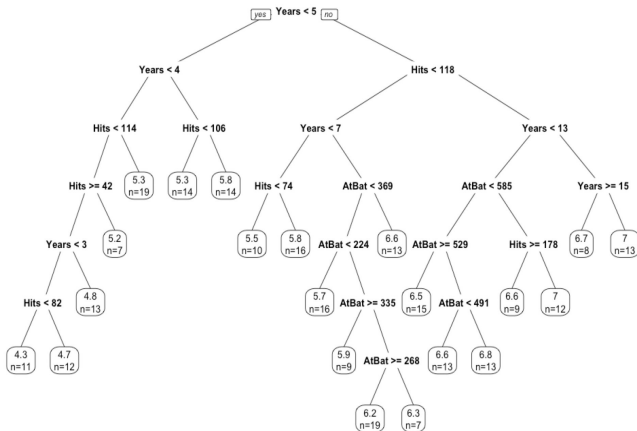 yes Years < 5 no
Years < 4 Hits < 118
Hits < 114 Hits < 106 Years < 7 Years < 13
Hits >= 42 5.3 5.3 5.8 Hits < 74 AtBat < 369 AtBat < 585 Years >= 15
n=19 n=14 n=14
Years < 3 5.2 5.5 5.8 AtBat < 224 6.6 AtBat >= 529 Hits >= 178 6.7 7
n=7 n=10 n=16 n=13 n=8 n=13
Hits < 82 4.8 5.7 AtBat >= 335 6.5 AtBat < 491 6.6 7
n=13 n=16 n=15 n=9 n=12
4.3 4.7 5.9 AtBat >= 268 6.6 6.8
n=11 n=12 n=9 n=13 n=13
6.2 6.3
n=19 n=7